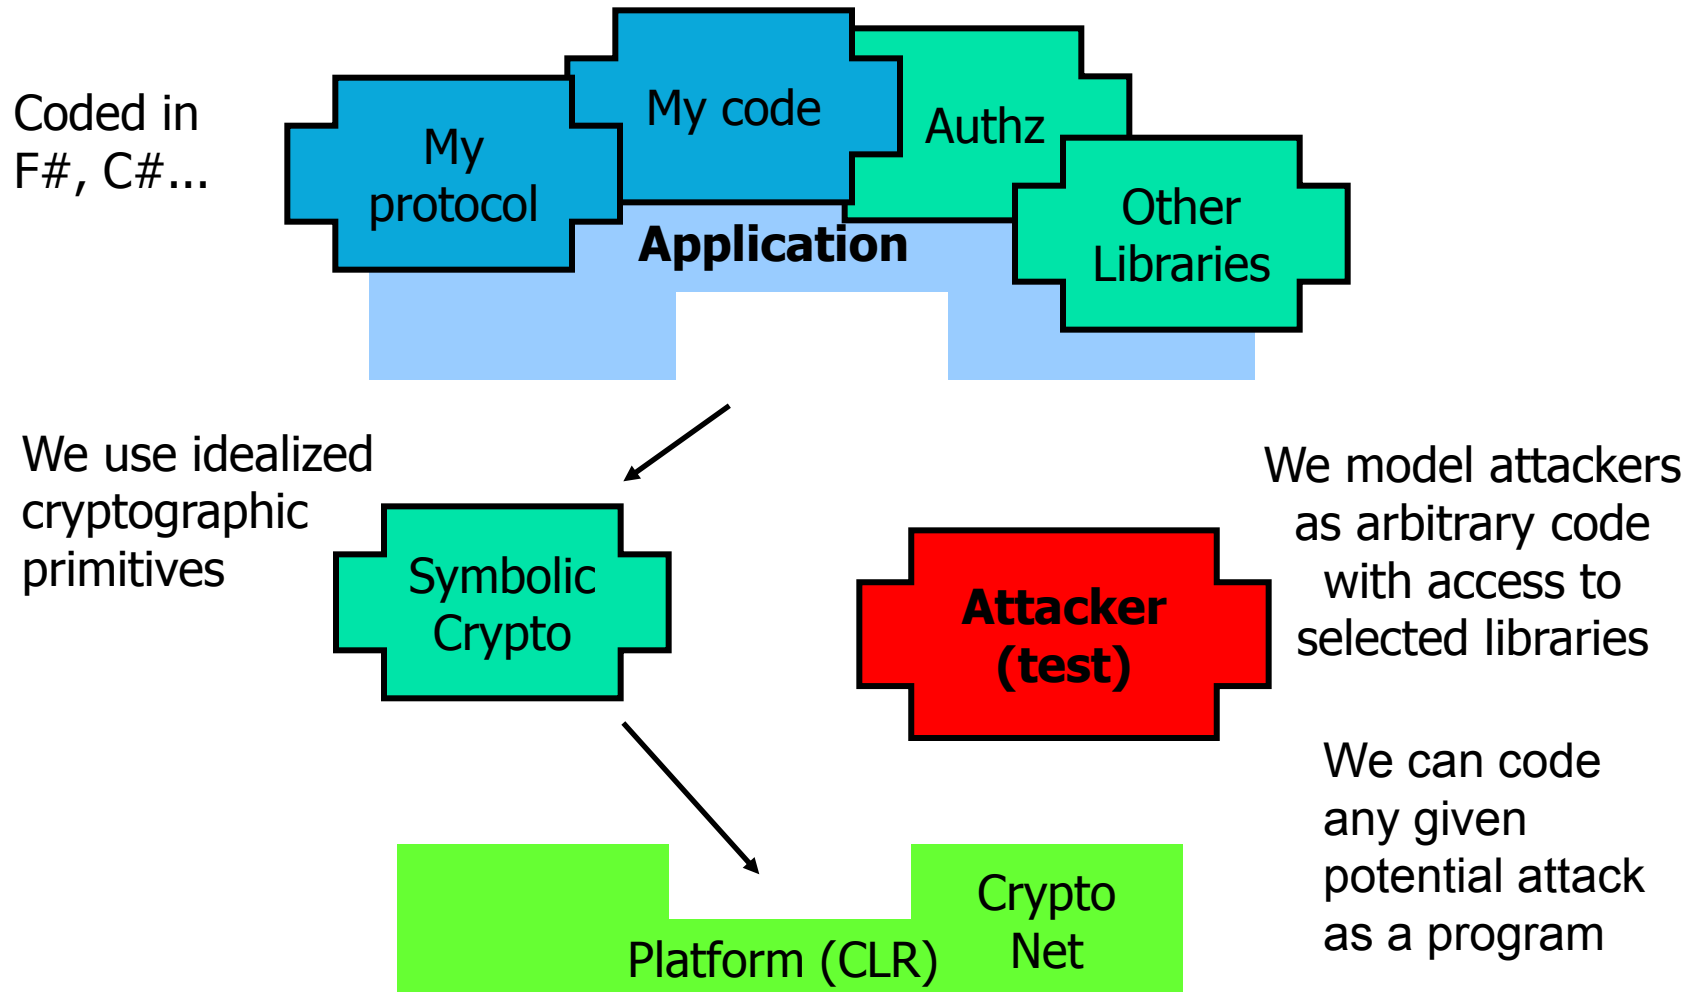 Coded in
F#, C#...
My
protocol
My code
Authz
Other
Libraries
Application
We use idealized
cryptographic
primitives
Symbolic
Crypto
Attacker
(test)
We model attackers
as arbitrary code
with access to
selected libraries
We can code
any given
potential attack
as a program
Crypto
Net
Platform (CLR)